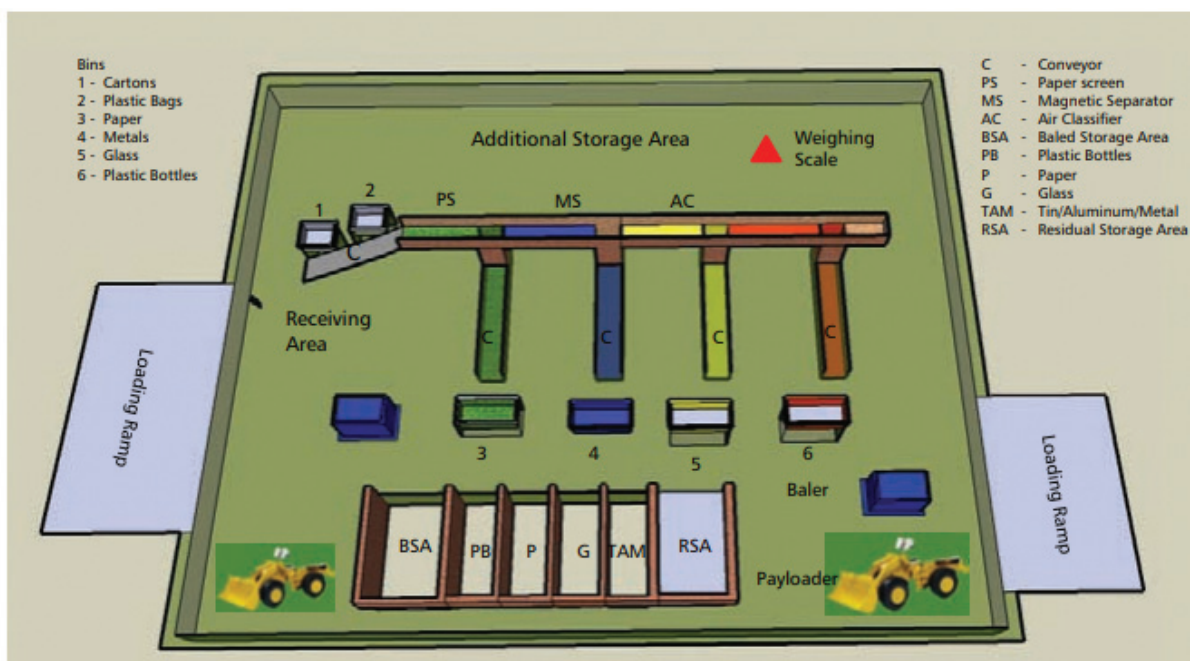 Bins
1 - Cartons
2 - Plastic Bags
3 - Paper
4 - Metals
5 - Glass
6 - Plastic Bottles
C - Conveyor
PS - Paper screen
MS - Magnetic Separator
AC - Air Classifier
BSA - Baled Storage Area
PB - Plastic Bottles
P - Paper
G - Glass
TAM - Tin/Aluminum/Metal
RSA - Residual Storage Area
Additional Storage Area
Weighing
Scale
1
2
PS
MS
AC
C
Receiving
Area
C
C
C
C
Loading Ramp
Loading Ramp
3
4
5
6
Baler
BSA
PB
P
G
TAM
RSA
Payloader